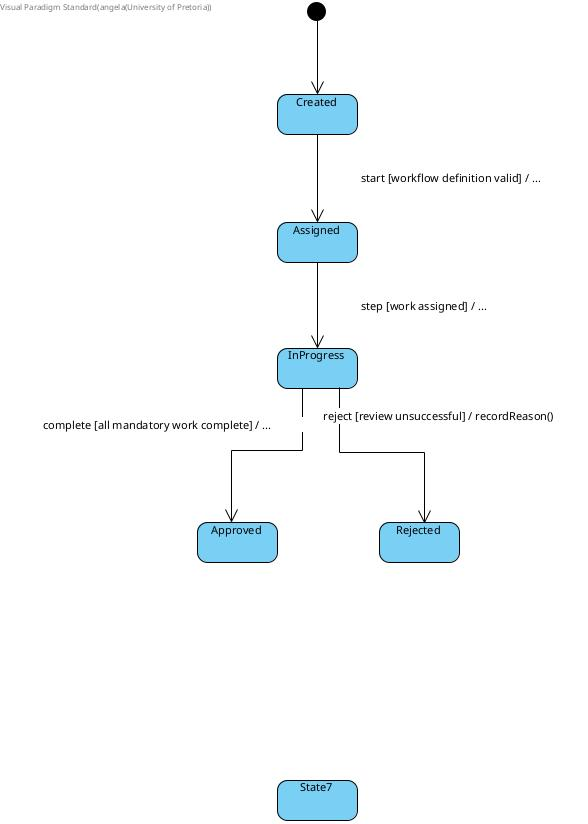 Visual Paradigm Standard(angela(University of Pretoria))
Created
start [workflow definition valid] / ...
Assigned
step [work assigned] / ...
InProgress
reject [review unsuccessful] / recordReason()
complete [all mandatory work complete] / ...
Approved
Rejected
State7